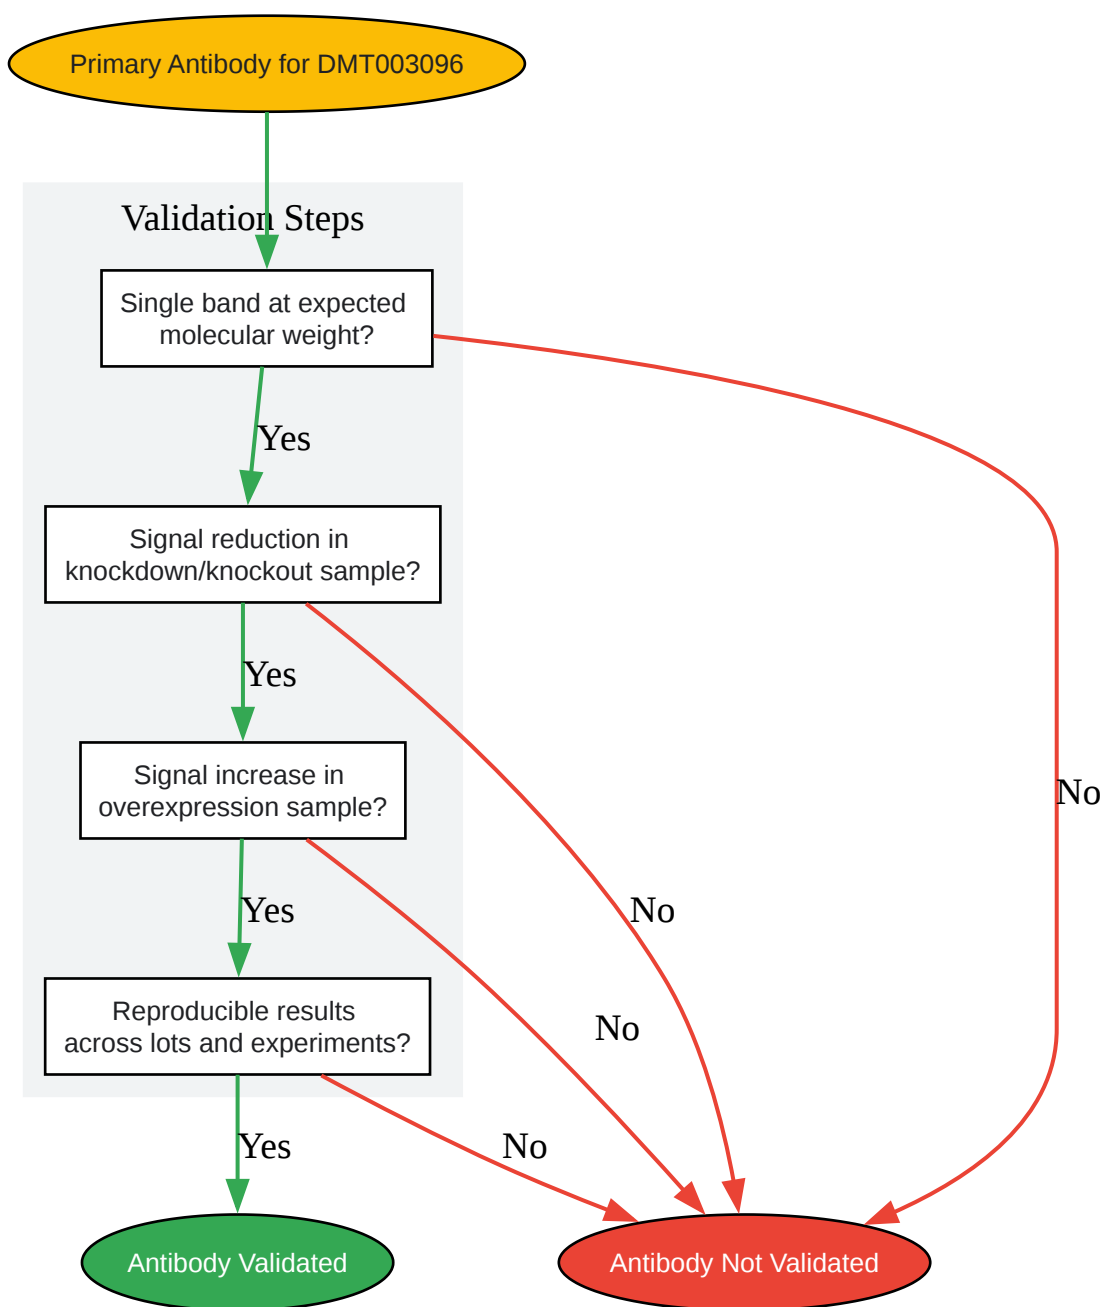 Primary Antibody for DMT003096
Validation Steps
Single band at expected
molecular weight?
Yes
Signal reduction in
knockdown/knockout sample?
Yes
Signal increase in
overexpression sample?
No
Yes
No
Reproducible results
across lots and experiments?
No
Yes
No
Antibody Validated
Antibody Not Validated